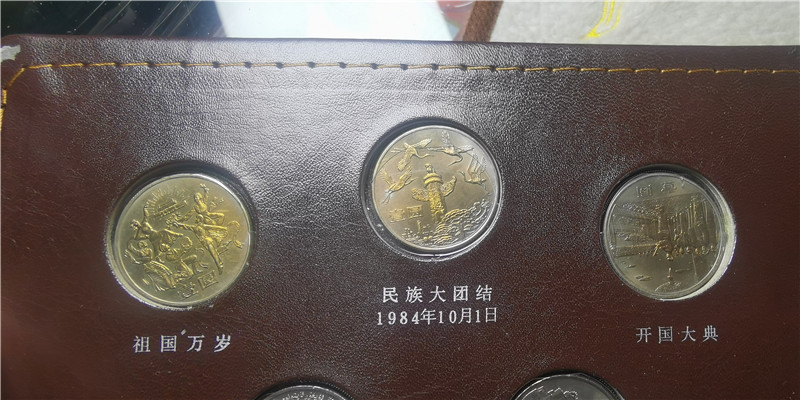 祖国万岁
民族大团结
1984年10月1日
开国大典